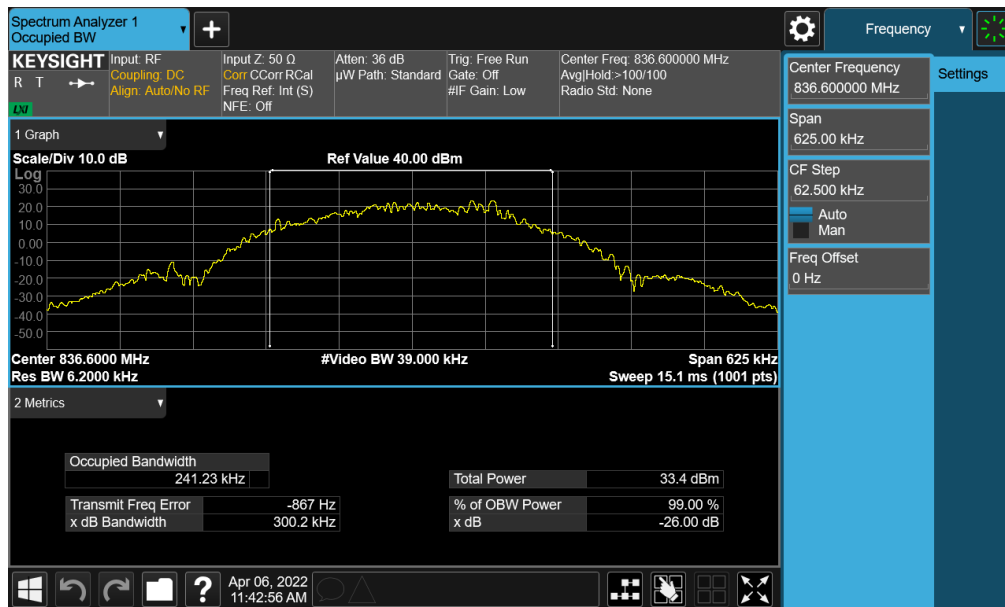 Spectrum Analyzer 1
Occupied BW
Frequency
KEYSIGHT
R T
LXI
Input: RF
Coupling: DC
Align: Auto/No RF
Input Z: 50 Ω
Corr CCorr RCal
Freq Ref: Int (S)
NFE: Off
Atten: 36 dB
µW Path: Standard
Trig: Free Run
Gate: Off
#IF Gain: Low
Center Freq: 836.600000 MHz
Avg|Hold:>100/100
Radio Std: None
Center Frequency
836.600000 MHz
Settings
Span
625.00 kHz
CF Step
62.500 kHz
Auto
Man
Freq Offset
0 Hz
1 Graph
Scale/Div 10.0 dB
Ref Value 40.00 dBm
Log
30.0
20.0
10.0
0.00
-10.0
-20.0
-30.0
-40.0
-50.0
Center 836.6000 MHz
#Video BW 39.000 kHz
Span 625 kHz
Res BW 6.2000 kHz
Sweep 15.1 ms (1001 pts)
2 Metrics
Occupied Bandwidth
241.23 kHz
Total Power 33.4 dBm
Transmit Freq Error -867 Hz
% of OBW Power 99.00 %
x dB Bandwidth 300.2 kHz
x dB -26.00 dB
?
Apr 06, 2022
11:42:56 AM